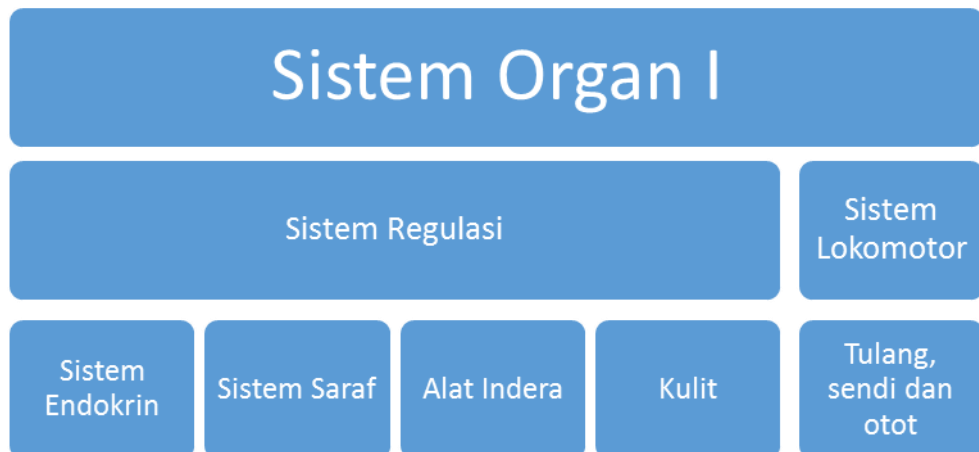 Sistem Organ I
Sistem Regulasi
Sistem
Lokomotor
Sistem
Endokrin
Sistem Saraf
Alat Indera
Kulit
Tulang,
sendi dan
otot